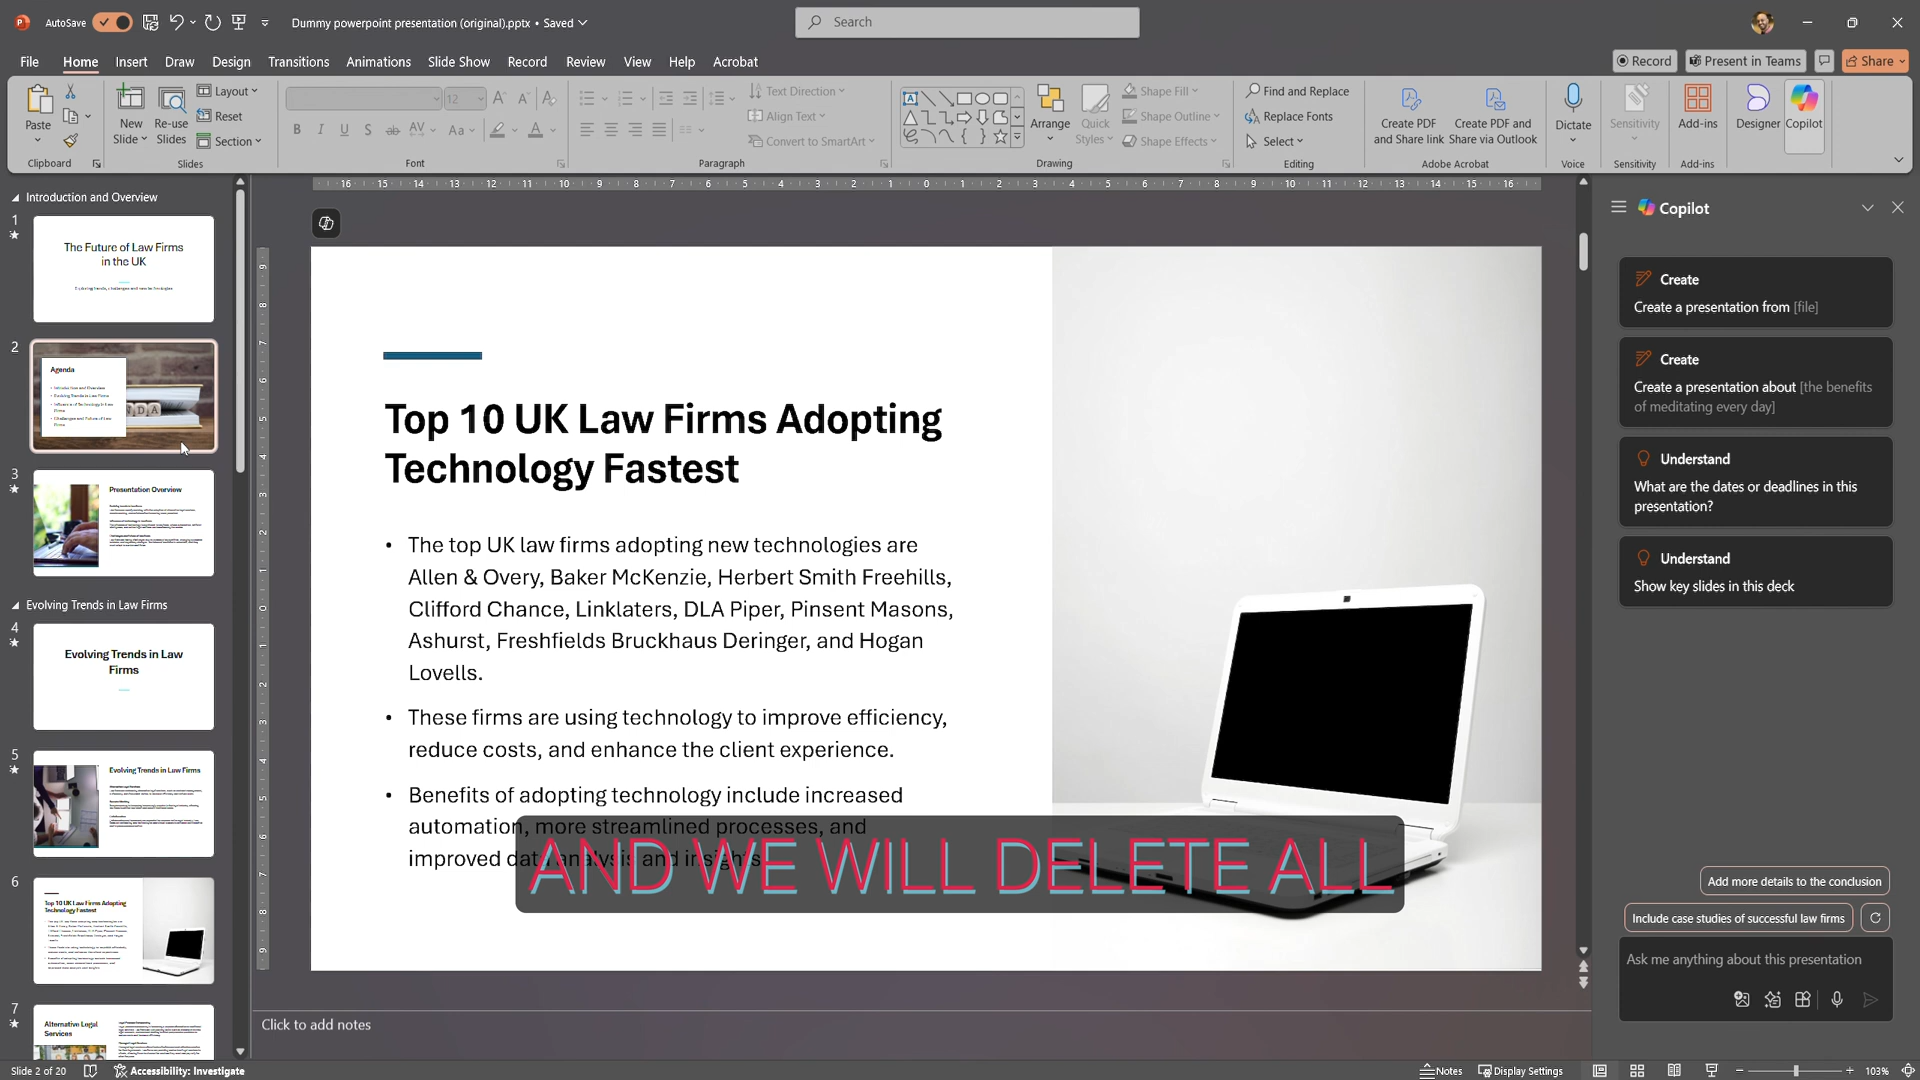 AutoSave
Dummy powerpoint presentation (original).pptx • Saved
Search
File Home Insert Draw Design Transitions Animations Slide Show Record Review View Help Acrobat
Record
Present in Teams
Share
Paste
Clipboard
New Slide
Re-use Slides
Layout
Reset
Section
Slides
12
Font
Text Direction
Align Text
Convert to SmartArt
Paragraph
Arrange
Quick Styles
Shape Fill
Shape Outline
Shape Effects
Drawing
Find and Replace
Replace Fonts
Select
Editing
Create PDF and Share link
Create PDF and Share via Outlook
Adobe Acrobat
Dictate
Voice
Sensitivity
Sensitivity
Add-ins
Add-ins
Designer
Copilot
Introduction and Overview
1
The Future of Law Firms
in the UK
2
Agenda
3
Presentation Overview
Evolving Trends in Law Firms
4
Evolving Trends in Law
Firms
5
Evolving Trends in Law Firms
6
Top 10 UK Law Firms Adopting
Technology Fastest
7
Alternative Legal
Services
Top 10 UK Law Firms Adopting
Technology Fastest
• The top UK law firms adopting new technologies are
Allen & Overy, Baker McKenzie, Herbert Smith Freehills,
Clifford Chance, Linklaters, DLA Piper, Pinsent Masons,
Ashurst, Freshfields Bruckhaus Deringer, and Hogan
Lovells.
• These firms are using technology to improve efficiency,
reduce costs, and enhance the client experience.
• Benefits of adopting technology include increased
automation, more streamlined processes, and
improved data analysis and insights.
AND WE WILL DELETE ALL
Click to add notes
Copilot
Create
Create a presentation from [file]
Create
Create a presentation about [the benefits
of meditating every day]
Understand
What are the dates or deadlines in this
presentation?
Understand
Show key slides in this deck
Add more details to the conclusion
Include case studies of successful law firms
Ask me anything about this presentation
Slide 2 of 20
Accessibility: Investigate
Notes
Display Settings
103%